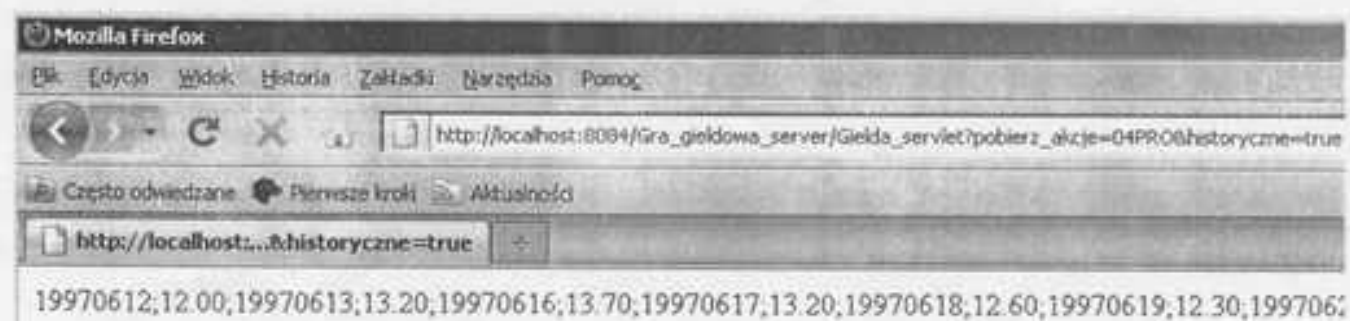 Mozilla Firefox
Plik Edycja Widok Historia Zakładki Narzędzia Pomoc
http://localhost:8084/Gra_gieldowa_server/Gielda_servlet?pobierz_akcje=04PRO&historyczne=true
Często odwiedzane Pierwsze kroki Aktualności
http://localhost:...&historyczne=true
19970612;12.00,19970613;13.20,19970616;13.70;19970617,13.20,19970618,12.60;19970619;12.30;1997062